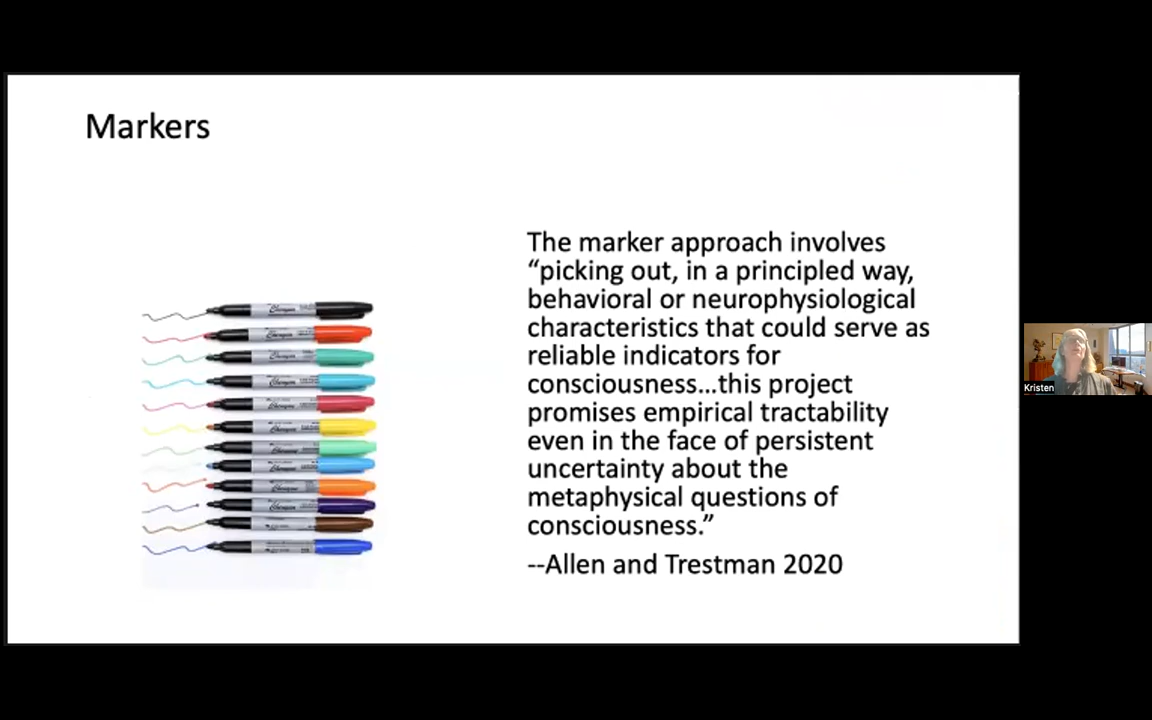 Markers
The marker approach involves
“picking out, in a principled way,
behavioral or neurophysiological
characteristics that could serve as
reliable indicators for
consciousness...this project
promises empirical tractability
even in the face of persistent
uncertainty about the
metaphysical questions of
consciousness.”
--Allen and Trestman 2020
Kristen